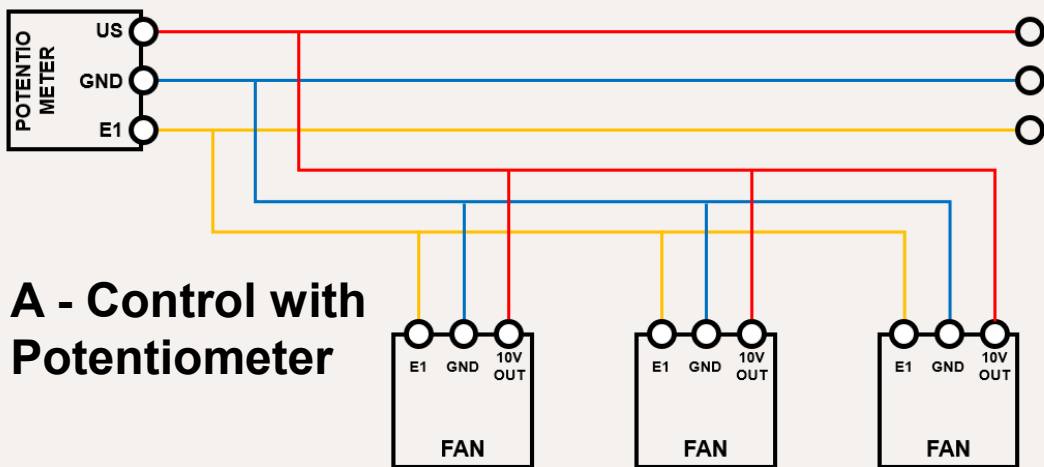 POTENTIO
METER
US
GND
E1
A - Control with
Potentiometer
E1 GND 10V
OUT
FAN
E1 GND 10V
OUT
FAN
E1 GND 10V
OUT
FAN